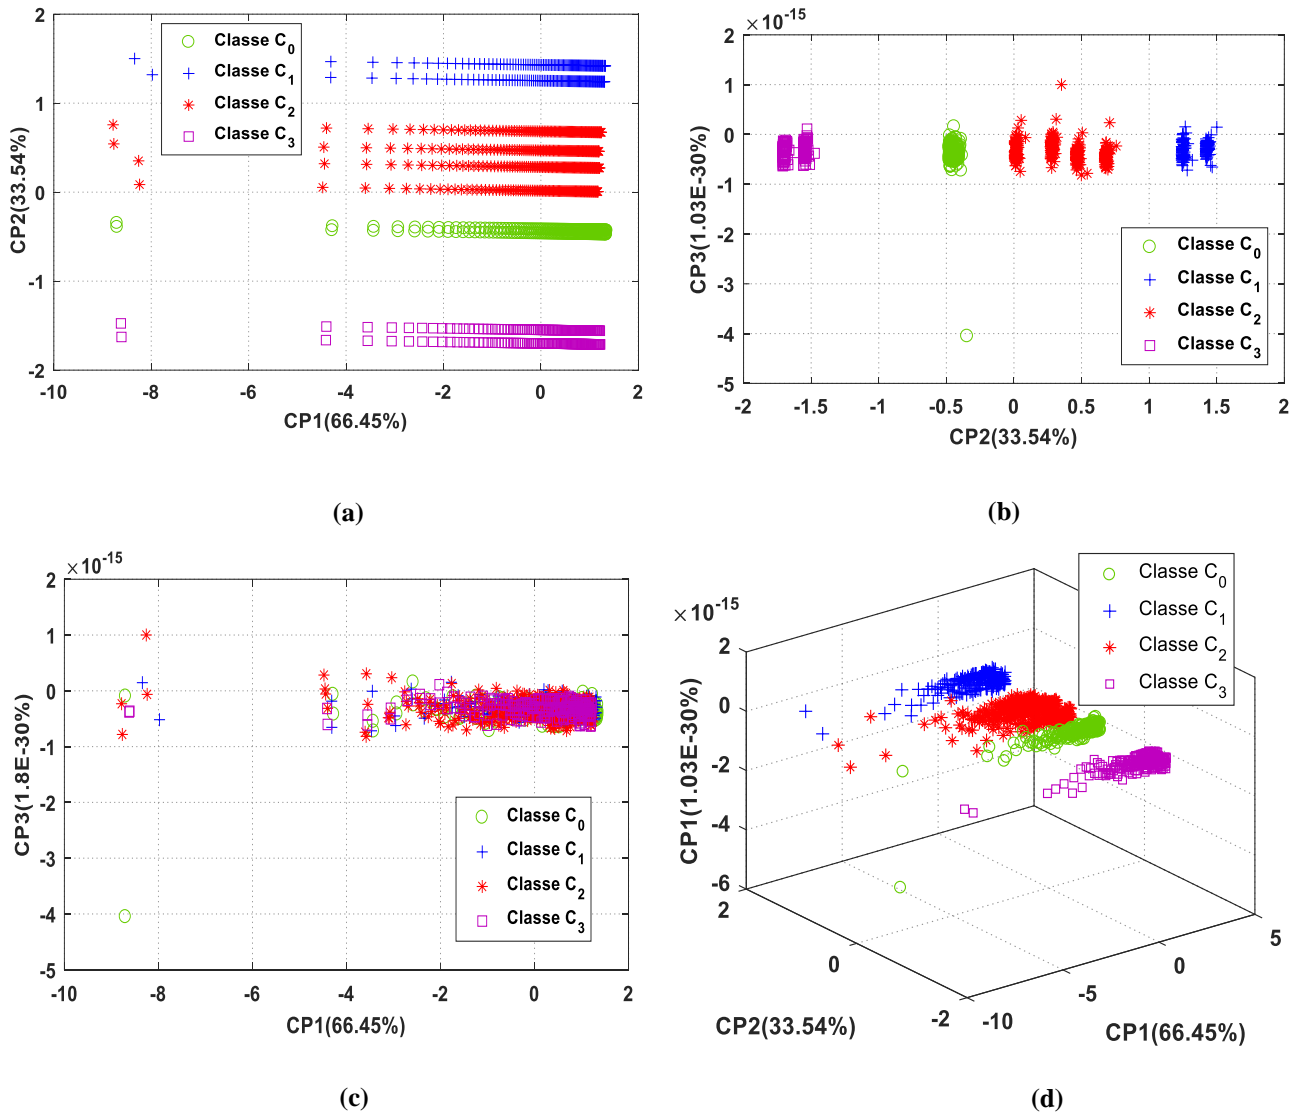 2
1
0
-1
-2
-10
-8
-6
-4
-2
0
2
CP2(33.54%)
CP1(66.45%)
Classe C0
Classe C1
Classe C2
Classe C3
(a)
×10-15
2
1
0
-1
-2
-3
-4
-5
-2
-1.5
-1
-0.5
0
0.5
1
1.5
2
CP3(1.03E-30%)
CP2(33.54%)
Classe C0
Classe C1
Classe C2
Classe C3
(b)
×10-15
2
1
0
-1
-2
-3
-4
-5
-10
-8
-6
-4
-2
0
2
CP3(1.8E-30%)
CP1(66.45%)
Classe C0
Classe C1
Classe C2
Classe C3
(c)
×10-15
2
0
-2
-4
-6
2
0
-2
-10
-5
0
5
CP1(1.03E-30%)
CP2(33.54%)
CP1(66.45%)
Classe C0
Classe C1
Classe C2
Classe C3
(d)